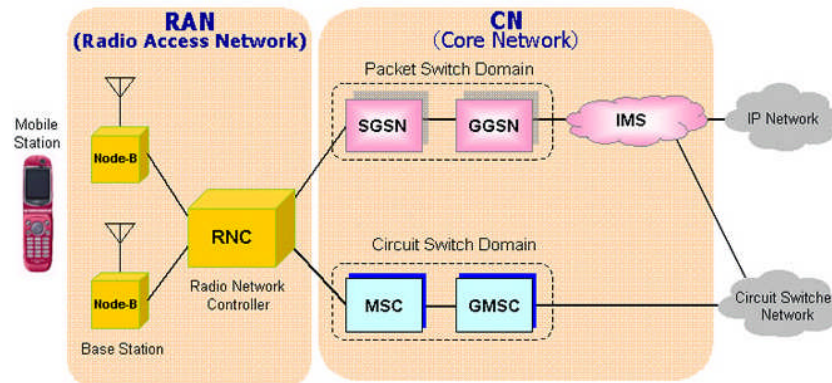 RAN
(Radio Access Network)
CN
(Core Network)
Packet Switch Domain
Mobile
Station
Node-B
SGSN
GGSN
IMS
IP Network
RNC
Radio Network
Controller
Circuit Switch Domain
Node-B
Base Station
MSC
GMSC
Circuit Switche
Network